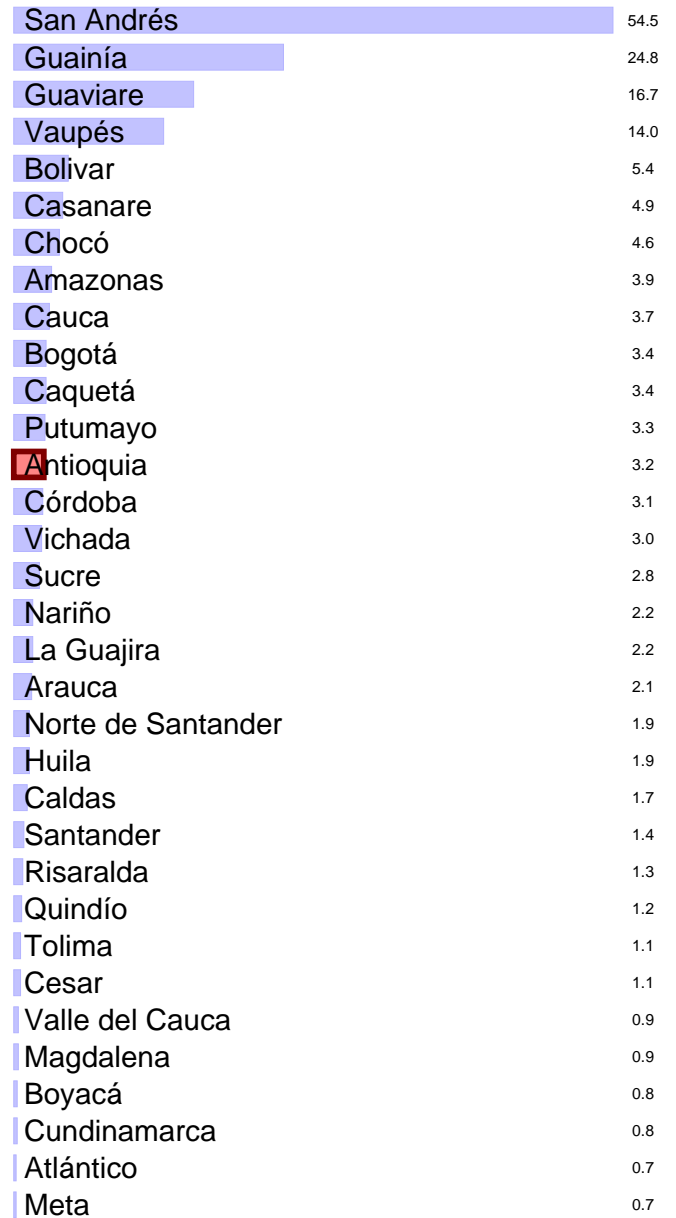 San Andrés 54.5
Guainía 24.8
Guaviare 16.7
Vaupés 14.0
Bolivar 5.4
Casanare 4.9
Chocó 4.6
Amazonas 3.9
Cauca 3.7
Bogotá 3.4
Caquetá 3.4
Putumayo 3.3
Antioquia 3.2
Córdoba 3.1
Vichada 3.0
Sucre 2.8
Nariño 2.2
La Guajira 2.2
Arauca 2.1
Norte de Santander 1.9
Huila 1.9
Caldas 1.7
Santander 1.4
Risaralda 1.3
Quindío 1.2
Tolima 1.1
Cesar 1.1
Valle del Cauca 0.9
Magdalena 0.9
Boyacá 0.8
Cundinamarca 0.8
Atlántico 0.7
Meta 0.7